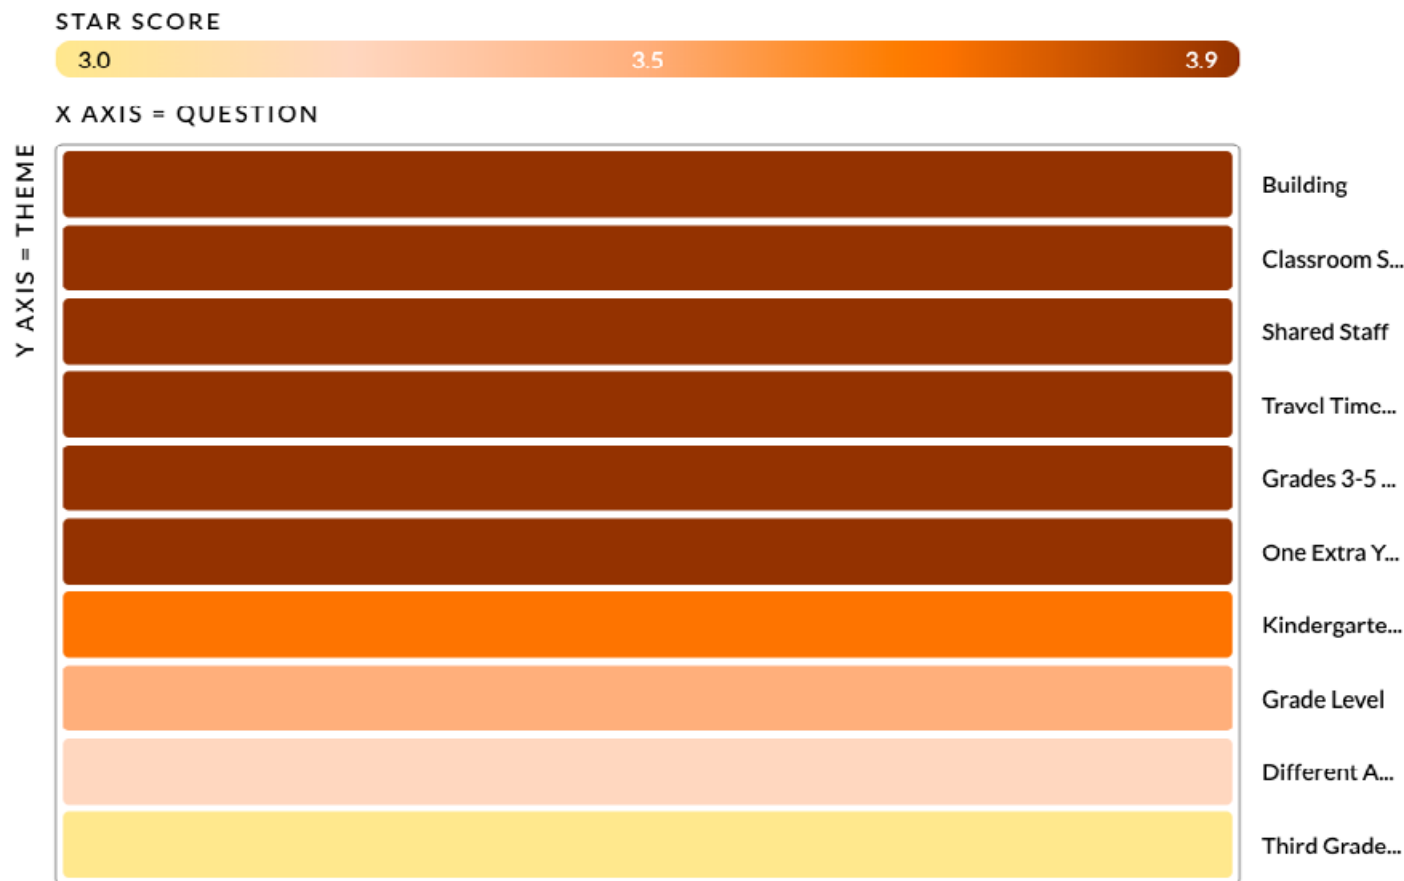 STAR SCORE
3.0 3.5 3.9
X AXIS = QUESTION
Y AXIS = THEME
Building
Classroom S...
Shared Staff
Travel Time...
Grades 3-5 ...
One Extra Y...
Kindergarte...
Grade Level
Different A...
Third Grade...